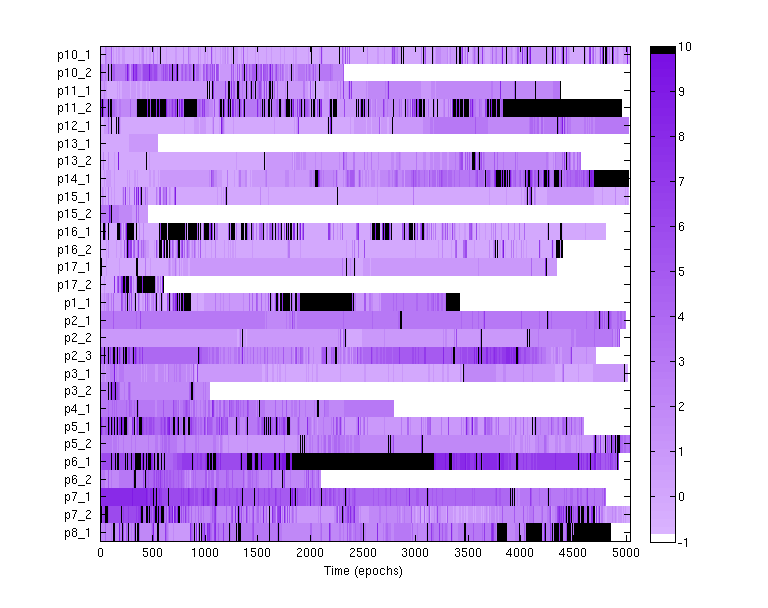 p10_1
p10_2
p11_1
p11_2
p12_1
p13_1
p13_2
p14_1
p15_1
p15_2
p16_1
p16_2
p17_1
p17_2
p1_1
p2_1
p2_2
p2_3
p3_1
p3_2
p4_1
p5_1
p5_2
p6_1
p6_2
p7_1
p7_2
p8_1
0 500 1000 1500 2000 2500 3000 3500 4000 4500 5000
Time (epochs)
10
9
8
7
6
5
4
3
2
1
0
-1